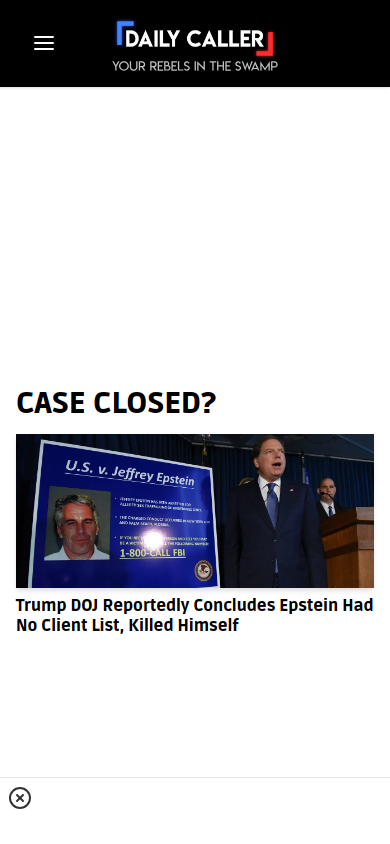 DAILY CALLER
YOUR REBELS IN THE SWAMP
CASE CLOSED?
U.S. v. Jeffrey Epstein
1-800-CALL FBI
Trump DOJ Reportedly Concludes Epstein Had
No Client List, Killed Himself